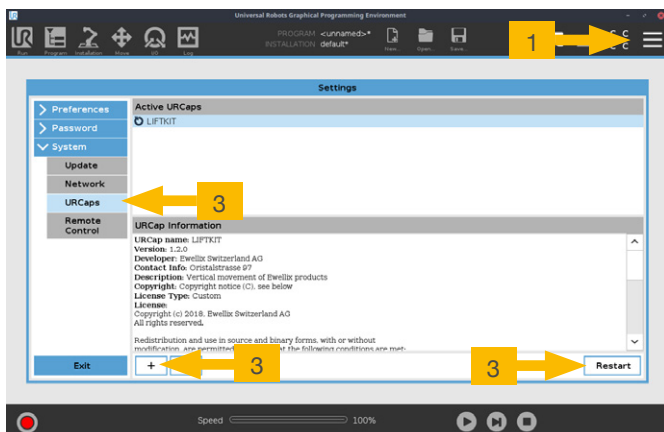 Universal Robots Graphical Programming Environment
UR
PROGRAM <unnamed>*
INSTALLATION default*
Run Program Installation Move I/O Log New... Open... Save...
1
C C
C
Settings
Preferences
Password
System
Update
Network
URCaps
Remote
Control
Exit
3
Active URCaps
LIFTKIT
URCap Information
URCap name: LIFTKIT
Version: 1.2.0
Developer: Ewellix Switzerland AG
Contact Info: Cristalstrasse 97
Description: Vertical movement of Ewellix products
Copyright: Copyright notice (C), see below
License Type: Custom
License:
Copyright (c) 2018, Ewellix Switzerland AG
All rights reserved.
Redistribution and use in source and binary forms, with or without
modification, are permitted the following conditions are met:
+
3
3
Restart
Speed 100%